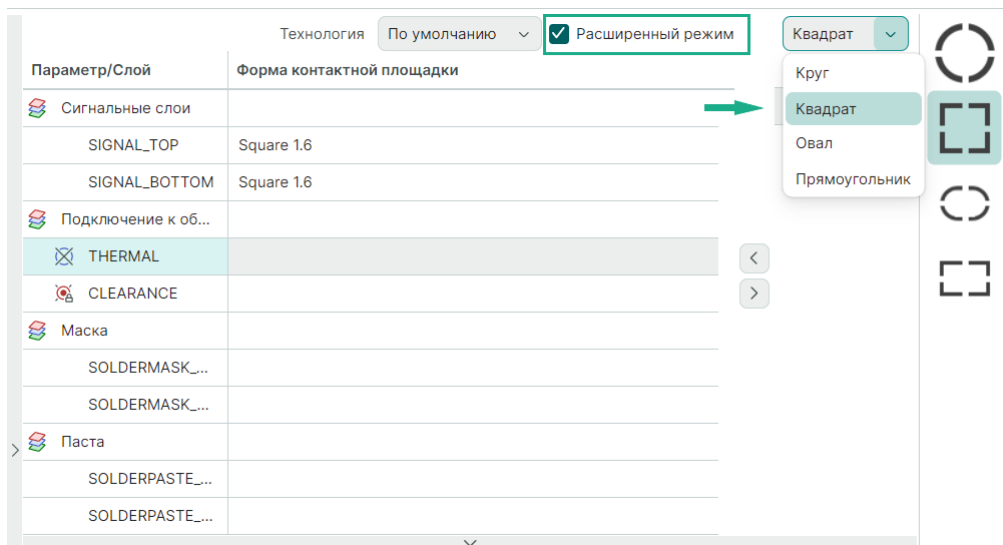 Технология По умолчанию Расширенный режим Квадрат
Параметр/Слой Форма контактной площадки
Круг
Сигнальные слои
Квадрат
SIGNAL_TOP Square 1.6
Овал
SIGNAL_BOTTOM Square 1.6
Прямоугольник
Подключение к об...
THERMAL
CLEARANCE
Маска
SOLDERMASK_...
SOLDERMASK_...
Паста
SOLDERPASTE_...
SOLDERPASTE_...